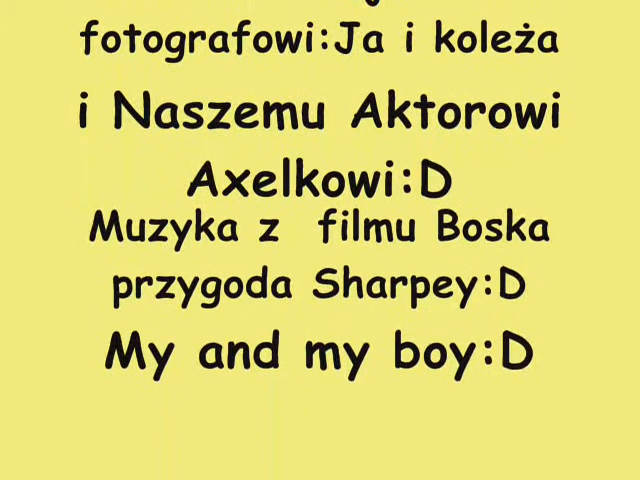 fotografowi:Ja i koleża
i Naszemu Aktorowi
Axelkowi:D
Muzyka z filmu Boska
przygoda Sharpey:D
My and my boy:D